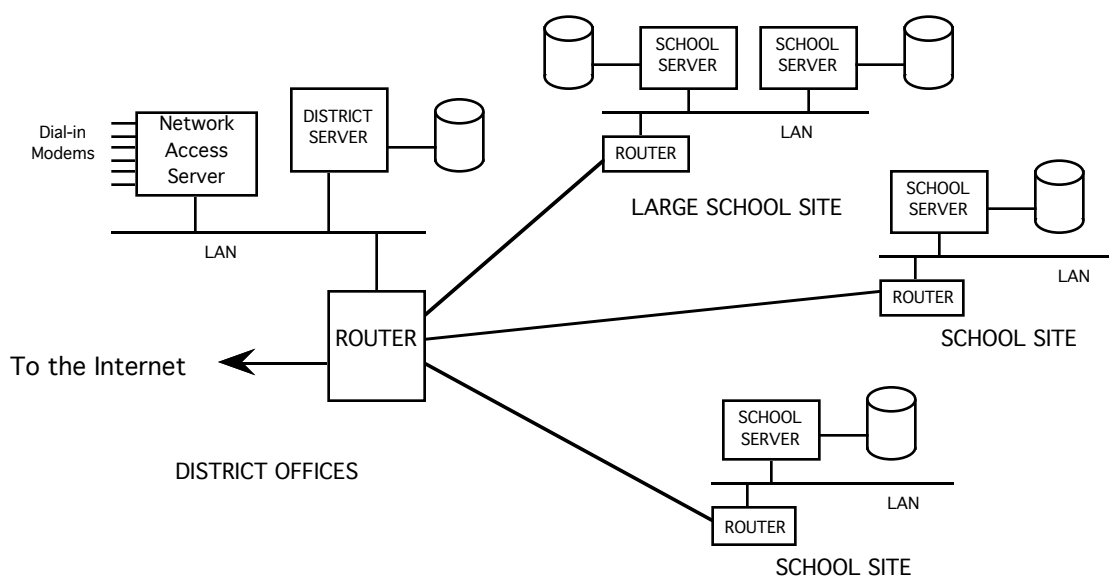 Dial-in
Modems
Network
Access
Server
DISTRICT
SERVER
LAN
ROUTER
To the Internet
DISTRICT OFFICES
SCHOOL
SERVER
SCHOOL
SERVER
LAN
ROUTER
LARGE SCHOOL SITE
SCHOOL
SERVER
LAN
ROUTER
SCHOOL SITE
SCHOOL
SERVER
LAN
ROUTER
SCHOOL SITE